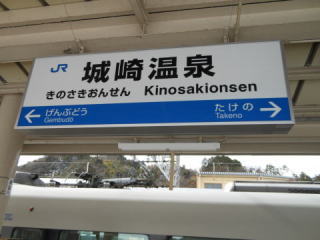 JR 城崎温泉
きのさきおんせん Kinosakionsen
げんぶどう
Gembudō
たけの
Takeno